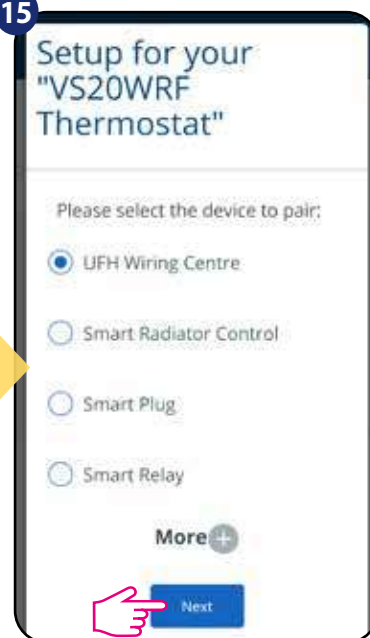 15
Setup for your
"VS20WRF
Thermostat"
Please select the device to pair:
UFH Wiring Centre
Smart Radiator Control
Smart Plug
Smart Relay
More
Next